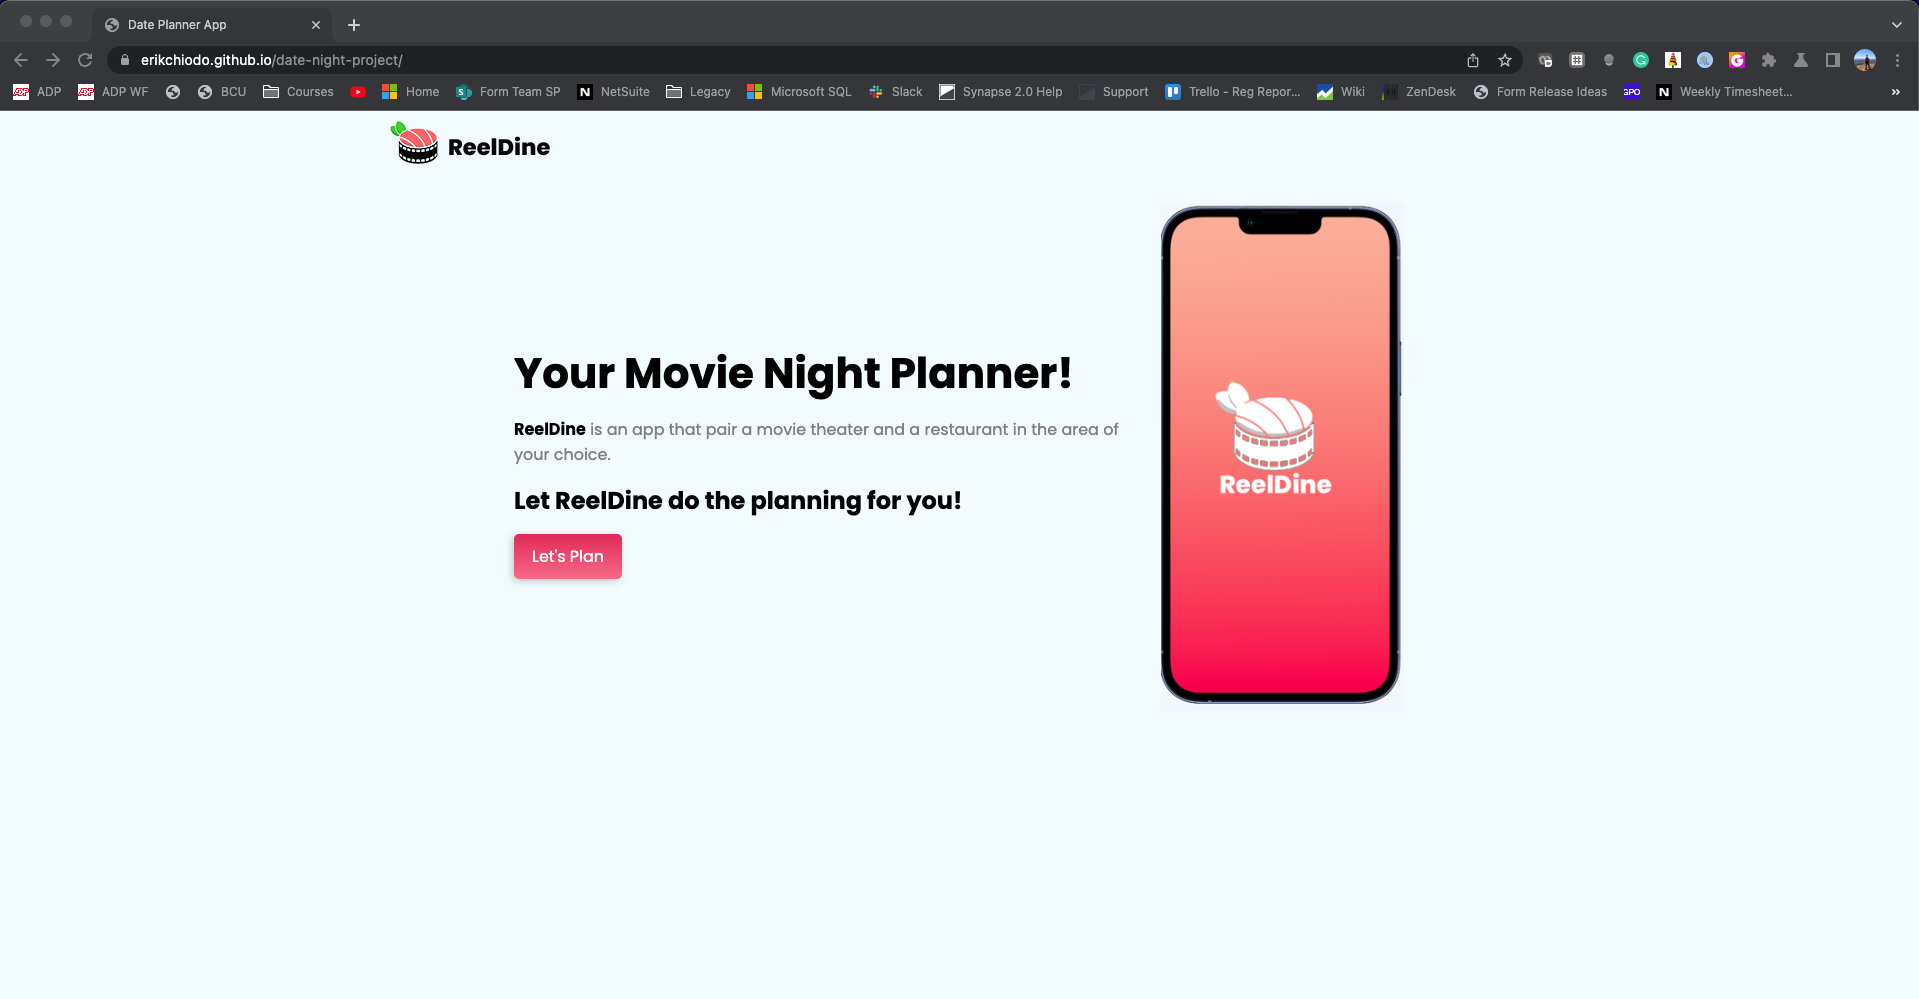 Date Planner App
erikchiodo.github.io/date-night-project/
ADP ADP ADP ADP WF BCU Courses Home S Form Team SP N NetSuite Legacy Microsoft SQL Slack Synapse 2.0 Help Support Trello - Reg Repor... Wiki ZenDesk Form Release Ideas GPO N Weekly Timesheet... »
ReelDine
Your Movie Night Planner!
ReelDine is an app that pair a movie theater and a restaurant in the area of
your choice.
Let ReelDine do the planning for you!
Let's Plan
ReelDine